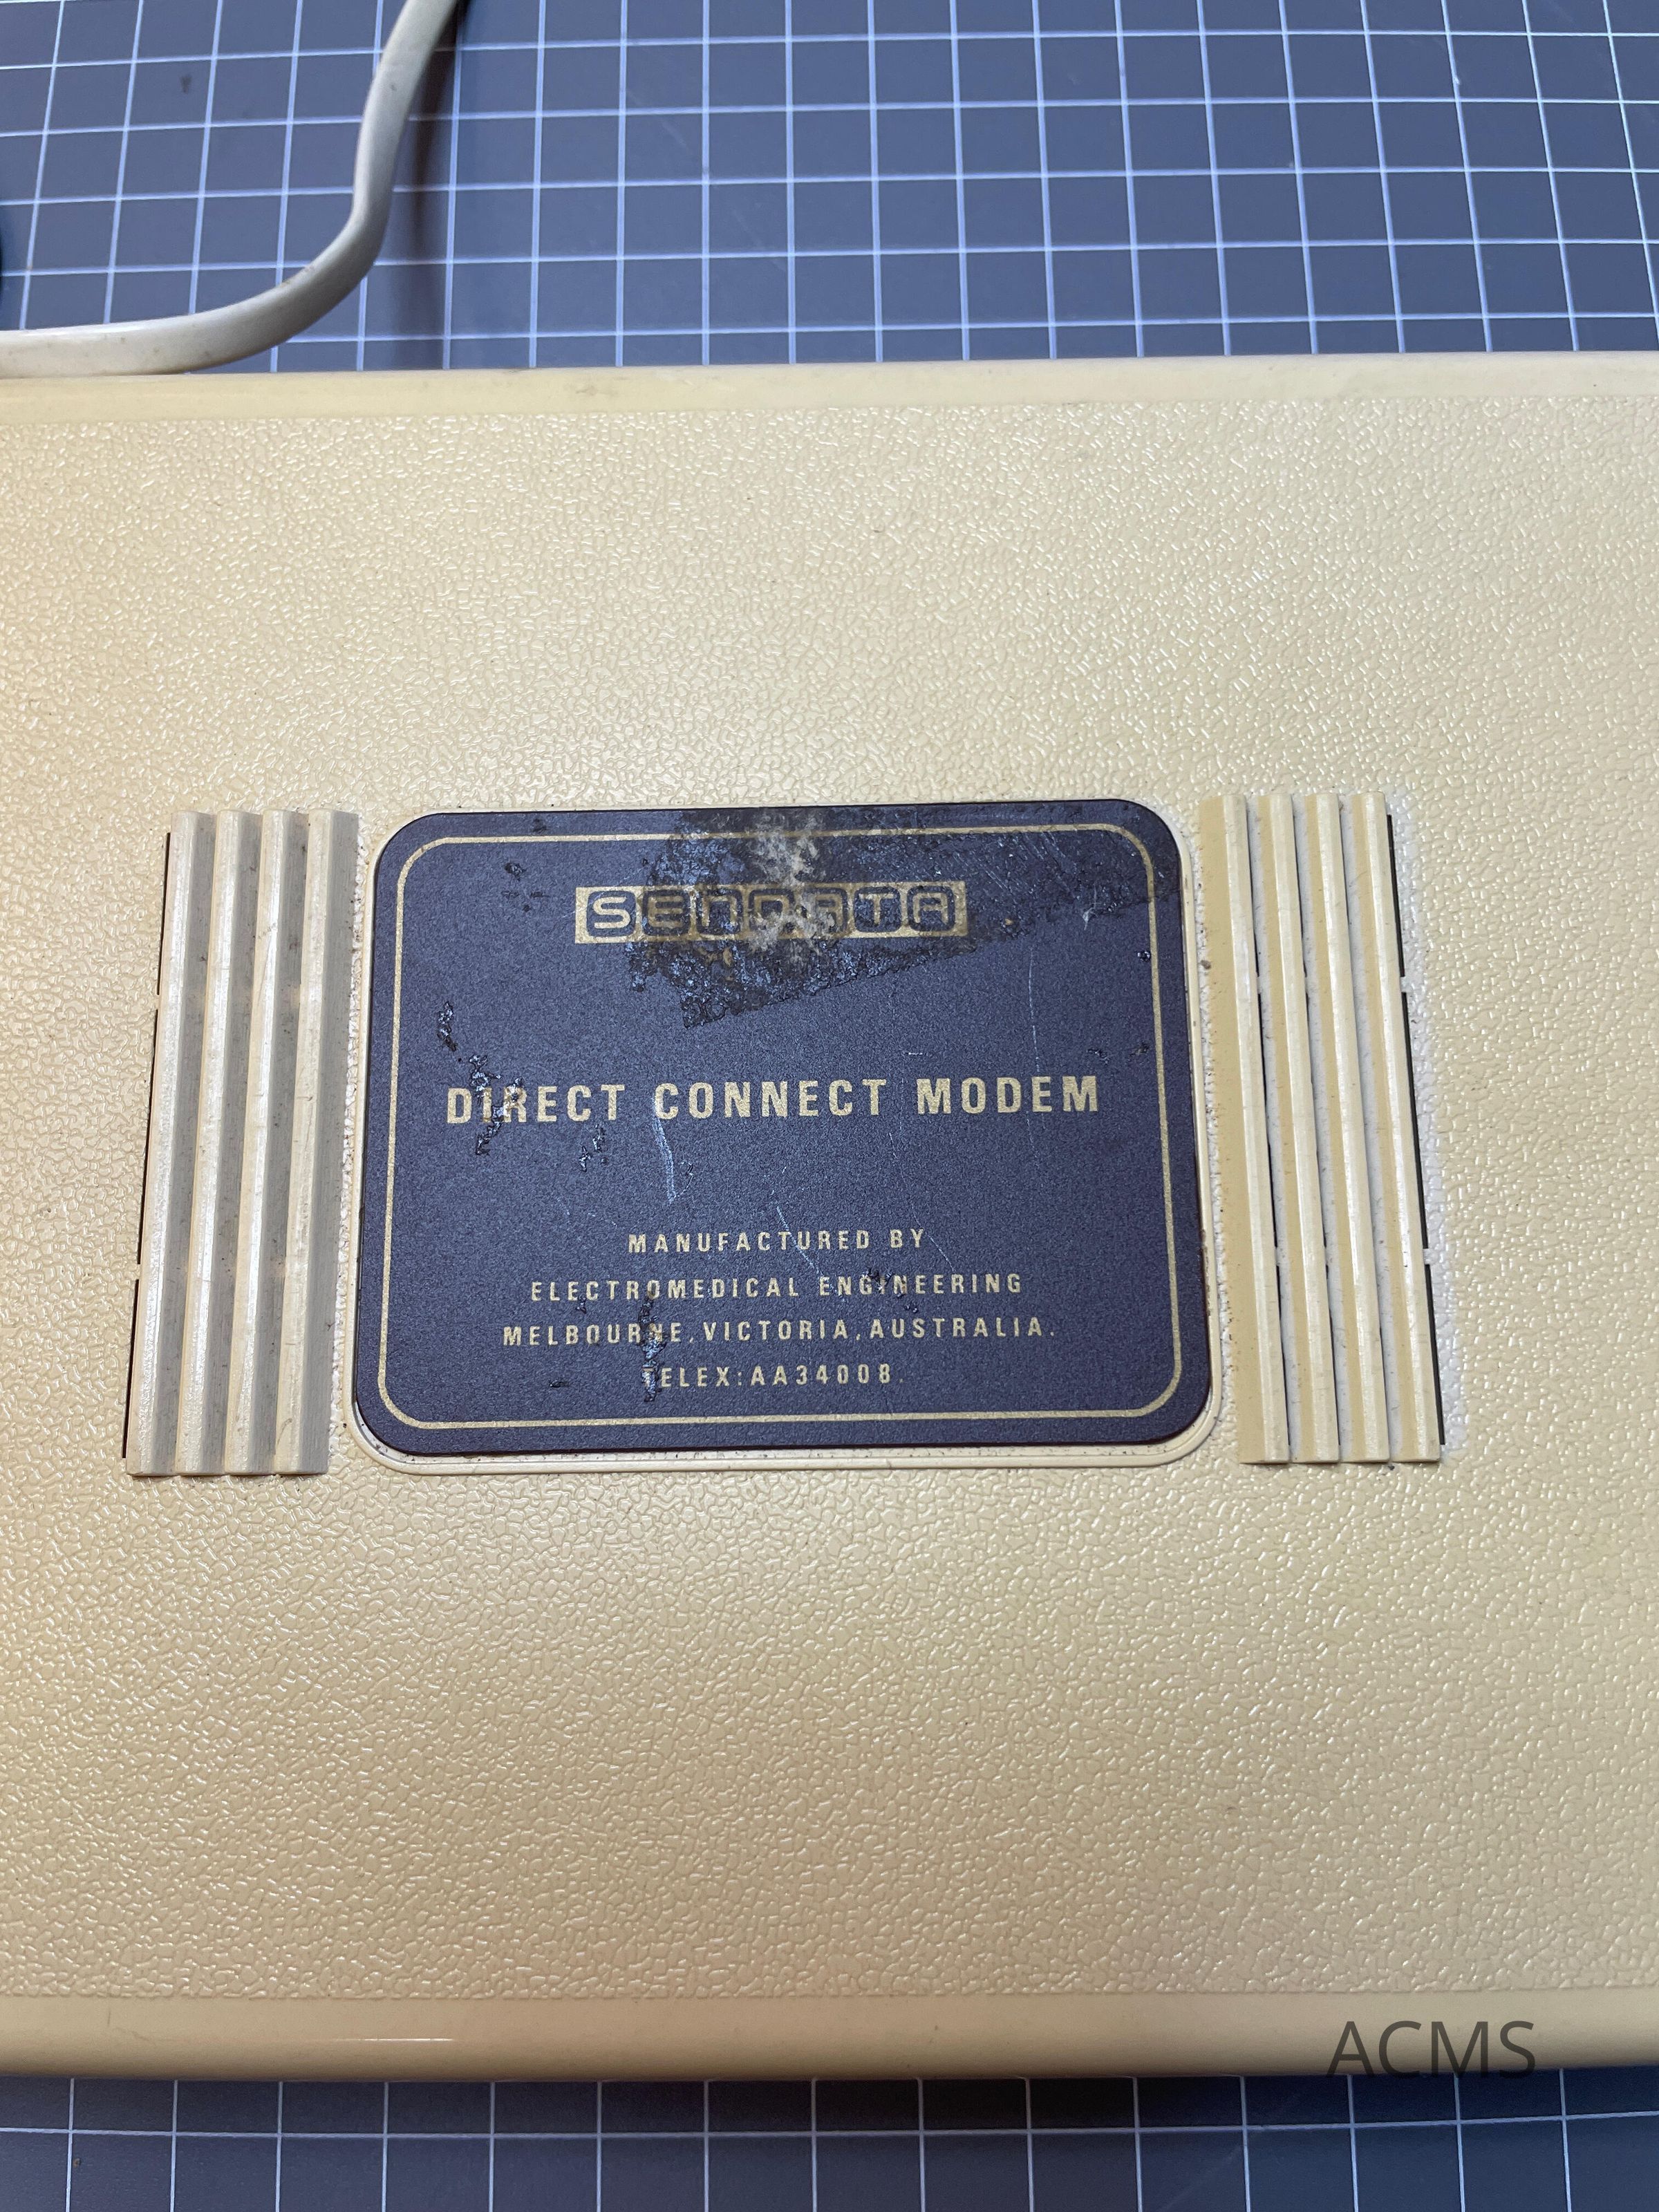 SENDATA
DIRECT CONNECT MODEM
MANUFACTURED BY
ELECTROMEDICAL ENGINEERING
MELBOURNE, VICTORIA, AUSTRALIA.
TELEX: AA34008.
ACMS